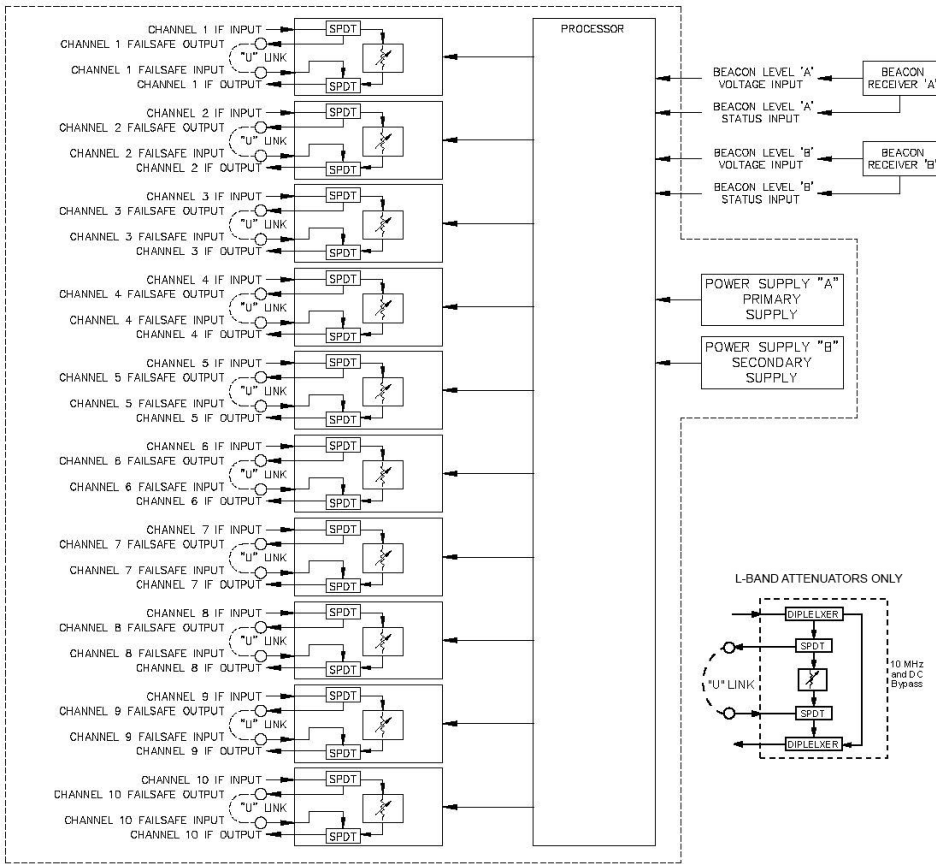 CHANNEL 1 IF INPUT
SPDT
CHANNEL 1 FAILSAFE OUTPUT
"U" LINK
CHANNEL 1 FAILSAFE INPUT
CHANNEL 1 IF OUTPUT
SPDT
CHANNEL 2 IF INPUT
SPDT
CHANNEL 2 FAILSAFE OUTPUT
"U" LINK
CHANNEL 2 FAILSAFE INPUT
CHANNEL 2 IF OUTPUT
SPDT
CHANNEL 3 IF INPUT
SPDT
CHANNEL 3 FAILSAFE OUTPUT
"U" LINK
CHANNEL 3 FAILSAFE INPUT
CHANNEL 3 IF OUTPUT
SPDT
CHANNEL 4 IF INPUT
SPDT
CHANNEL 4 FAILSAFE OUTPUT
"U" LINK
CHANNEL 4 FAILSAFE INPUT
CHANNEL 4 IF OUTPUT
SPDT
CHANNEL 5 IF INPUT
SPDT
CHANNEL 5 FAILSAFE OUTPUT
"U" LINK
CHANNEL 5 FAILSAFE INPUT
CHANNEL 5 IF OUTPUT
SPDT
CHANNEL 6 IF INPUT
SPDT
CHANNEL 6 FAILSAFE OUTPUT
"U" LINK
CHANNEL 6 FAILSAFE INPUT
CHANNEL 6 IF OUTPUT
SPDT
CHANNEL 7 IF INPUT
SPDT
CHANNEL 7 FAILSAFE OUTPUT
"U" LINK
CHANNEL 7 FAILSAFE INPUT
CHANNEL 7 IF OUTPUT
SPDT
CHANNEL 8 IF INPUT
SPDT
CHANNEL 8 FAILSAFE OUTPUT
"U" LINK
CHANNEL 8 FAILSAFE INPUT
CHANNEL 8 IF OUTPUT
SPDT
CHANNEL 9 IF INPUT
SPDT
CHANNEL 9 FAILSAFE OUTPUT
"U" LINK
CHANNEL 9 FAILSAFE INPUT
CHANNEL 9 IF OUTPUT
SPDT
CHANNEL 10 IF INPUT
SPDT
CHANNEL 10 FAILSAFE OUTPUT
"U" LINK
CHANNEL 10 FAILSAFE INPUT
CHANNEL 10 IF OUTPUT
SPDT
PROCESSOR
BEACON LEVEL 'A'
VOLTAGE INPUT
BEACON
RECEIVER 'A'
BEACON LEVEL 'A'
STATUS INPUT
BEACON LEVEL 'B'
VOLTAGE INPUT
BEACON
RECEIVER 'B'
BEACON LEVEL 'B'
STATUS INPUT
POWER SUPPLY "A"
PRIMARY
SUPPLY
POWER SUPPLY "B"
SECONDARY
SUPPLY
L-BAND ATTENUATORS ONLY
DIPLELXER
SPDT
"U" LINK
10 MHz
and DC
Bypass
SPDT
DIPLELXER